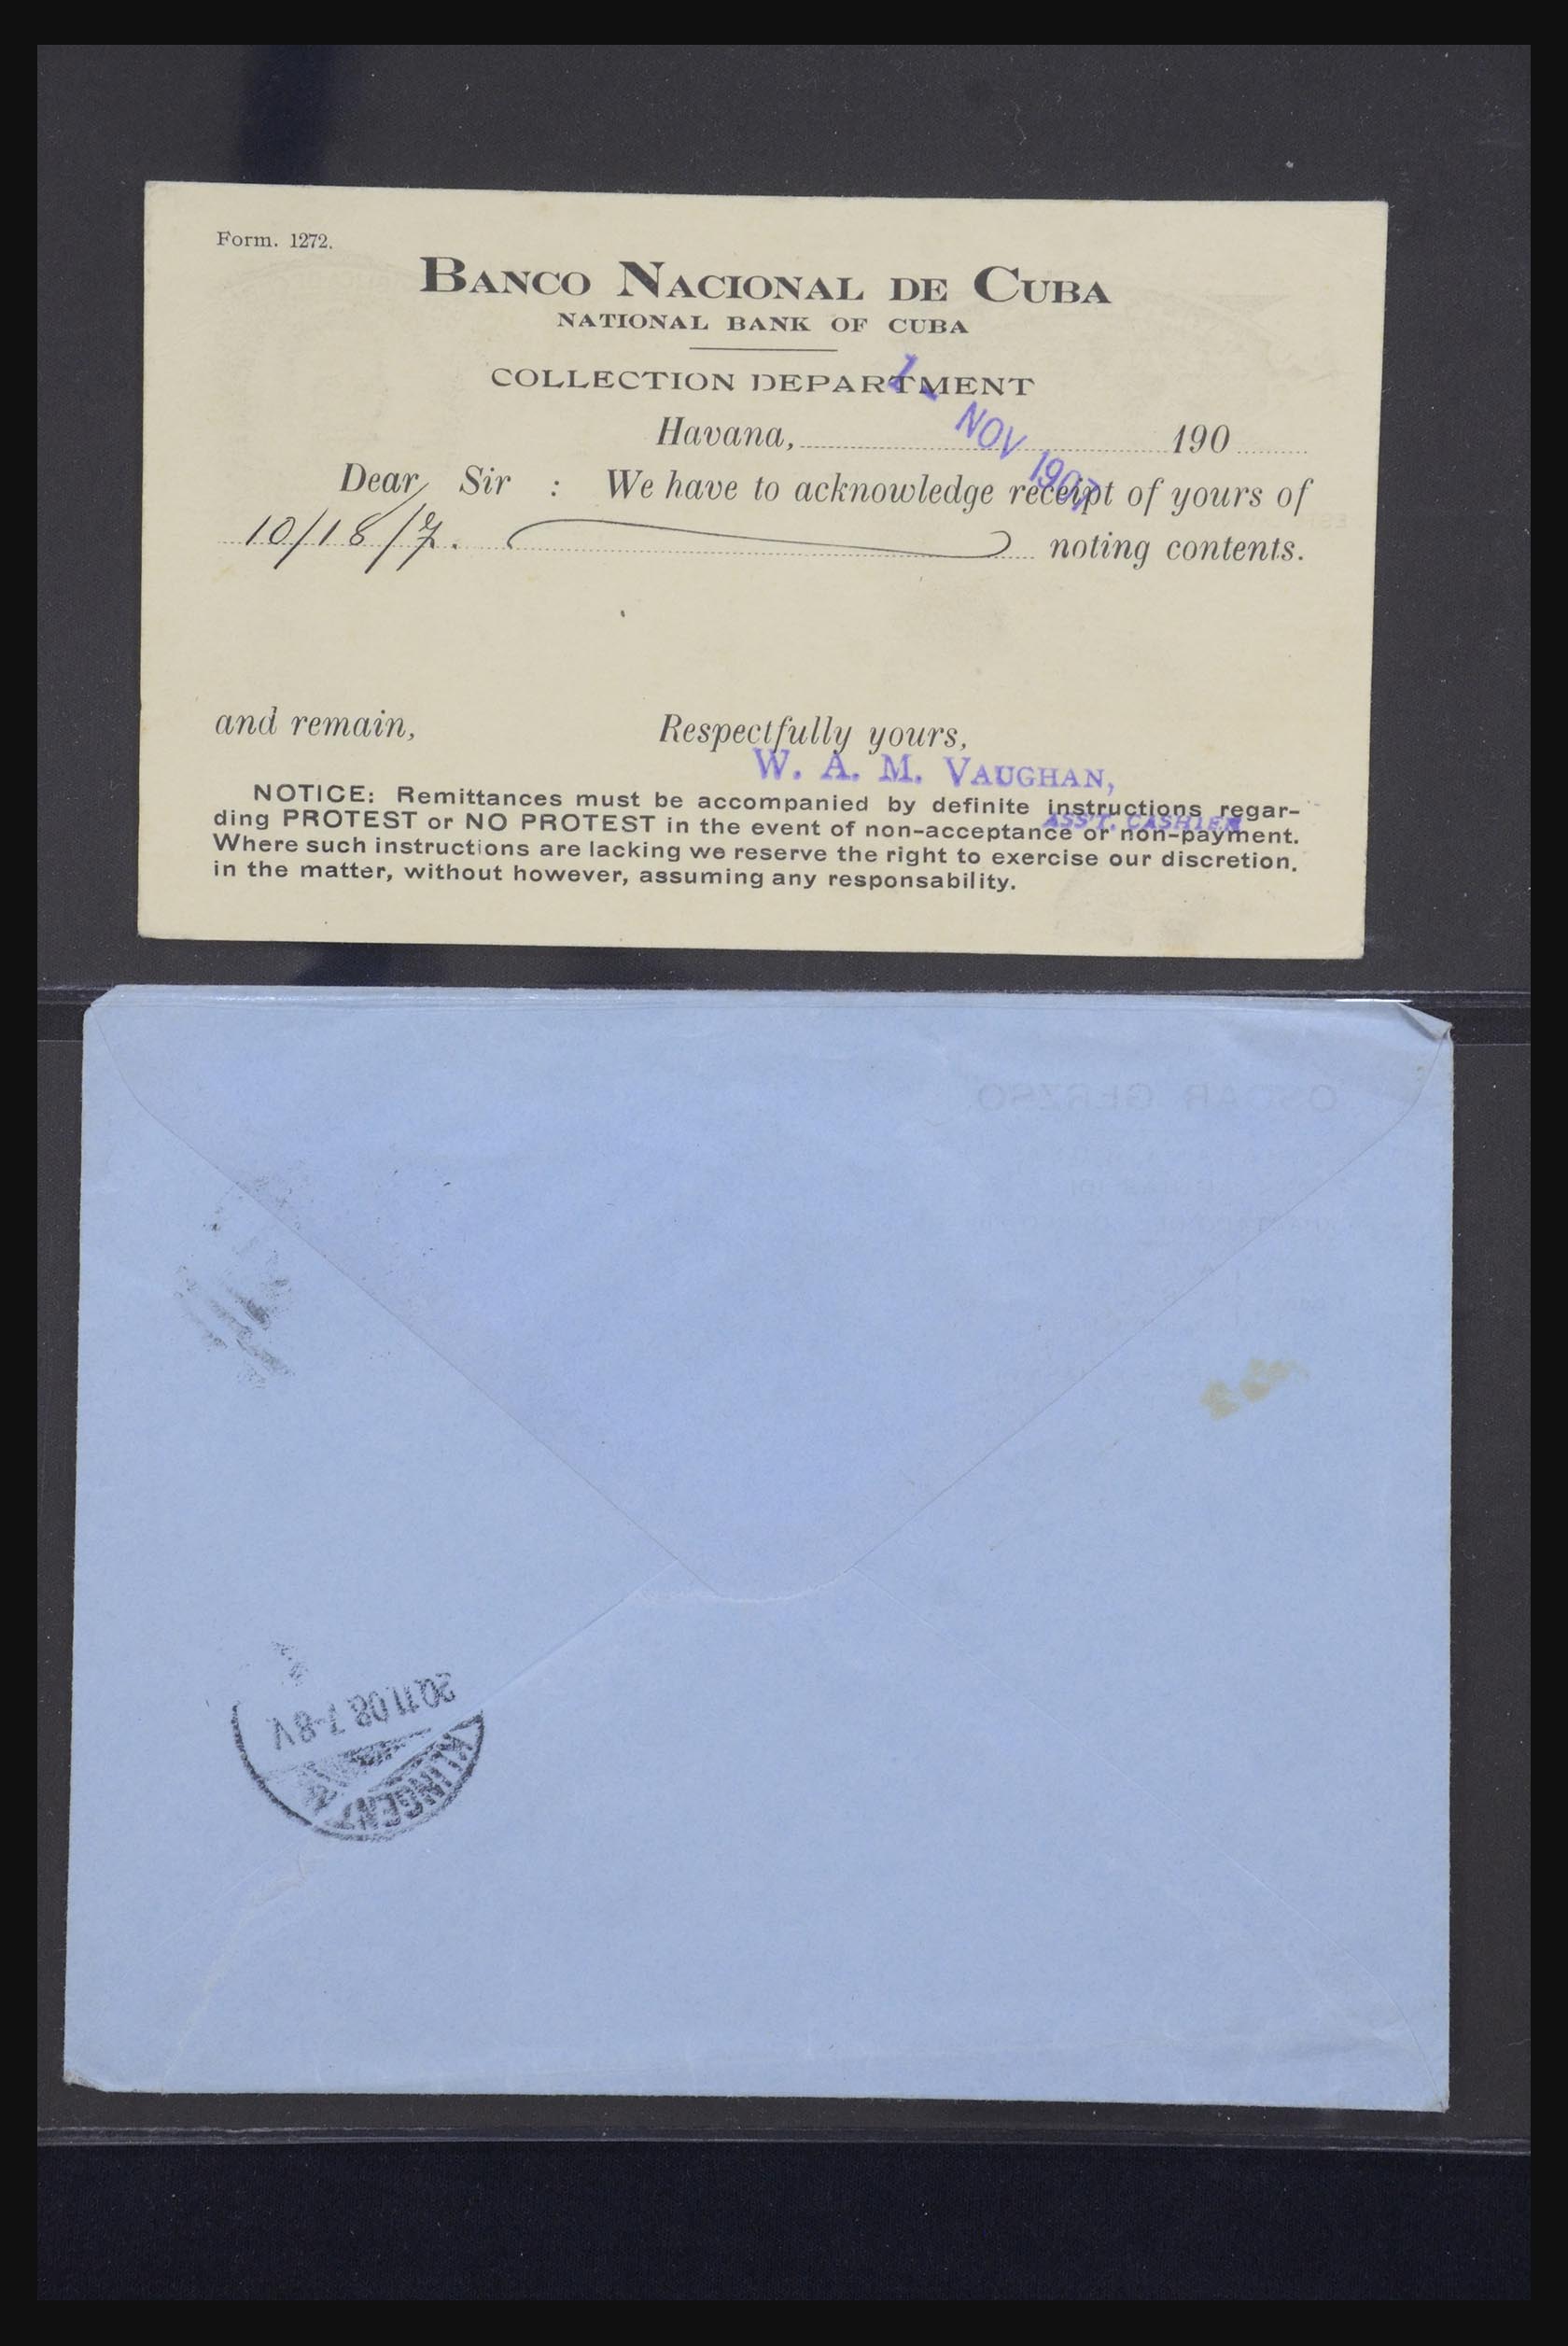 Form. 1272.
BANCO NACIONAL DE CUBA
NATIONAL BANK OF CUBA
COLLECTION DEPARTMENT
1 - NOV 1907
Havana, 190
Dear Sir : We have to acknowledge receipt of yours of
10/18/7. noting contents.
and remain, Respectfully yours,
W. A. M. VAUGHAN,
ASS'T. CASHIER
NOTICE: Remittances must be accompanied by definite instructions regar-
ding PROTEST or NO PROTEST in the event of non-acceptance or non-payment.
Where such instructions are lacking we reserve the right to exercise our discretion.
in the matter, without however, assuming any responsability.
OSCAR GERZSO
20.11.08.7-8V
KLINGEN